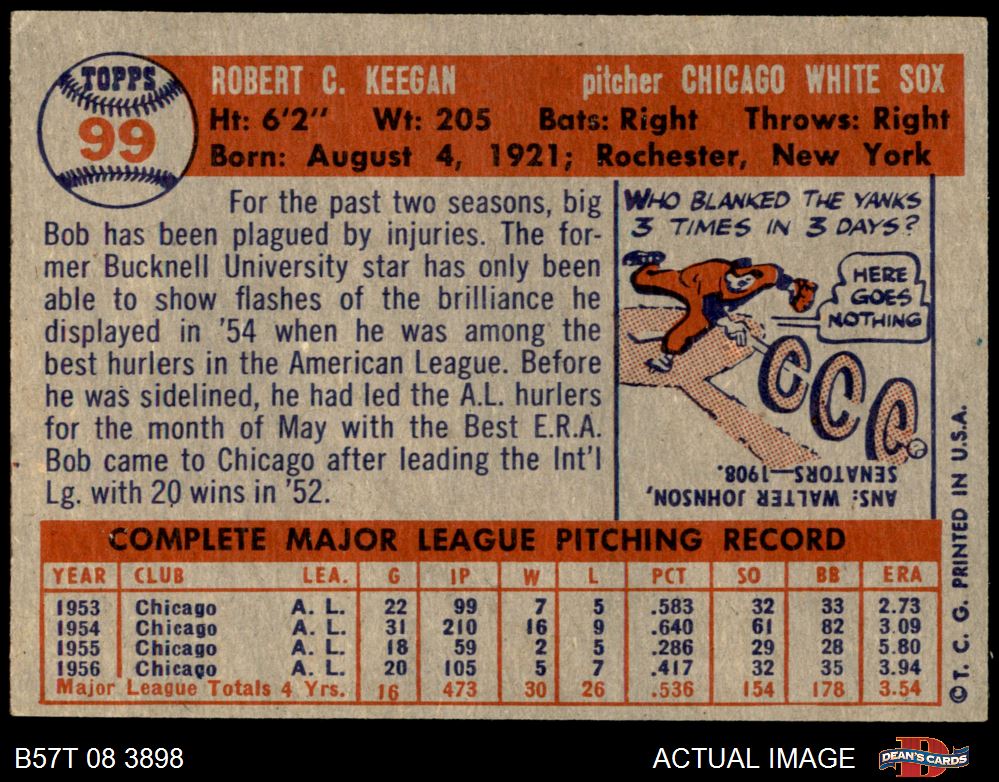 TOPPS
99
ROBERT C. KEEGAN pitcher CHICAGO WHITE SOX
Ht: 6'2" Wt: 205 Bats: Right Throws: Right
Born: August 4, 1921; Rochester, New York
For the past two seasons, big
Bob has been plagued by injuries. The for-
mer Bucknell University star has only been
able to show flashes of the brilliance he
displayed in '54 when he was among the
best hurlers in the American League. Before
he was sidelined, he had led the A.L. hurlers
for the month of May with the Best E.R.A.
Bob came to Chicago after leading the Int'l
Lg. with 20 wins in '52.
WHO BLANKED THE YANKS
3 TIMES IN 3 DAYS?
HERE
GOES
NOTHING
ANS: WALTER JOHNSON,
SENATORS—1908.
COMPLETE MAJOR LEAGUE PITCHING RECORD
YEAR CLUB LEA. G IP W L PCT SO BB ERA
1953 Chicago A. L. 22 99 7 5 .583 32 33 2.73
1954 Chicago A. L. 31 210 16 9 .640 61 82 3.09
1955 Chicago A. L. 18 59 2 5 .286 29 28 5.80
1956 Chicago A. L. 20 105 5 7 .417 32 35 3.94
Major League Totals 4 Yrs. 16 473 30 26 .536 154 178 3.54
©T. C. G. PRINTED IN U.S.A.
B57T 08 3898 ACTUAL IMAGE
DEAN'S CARDS